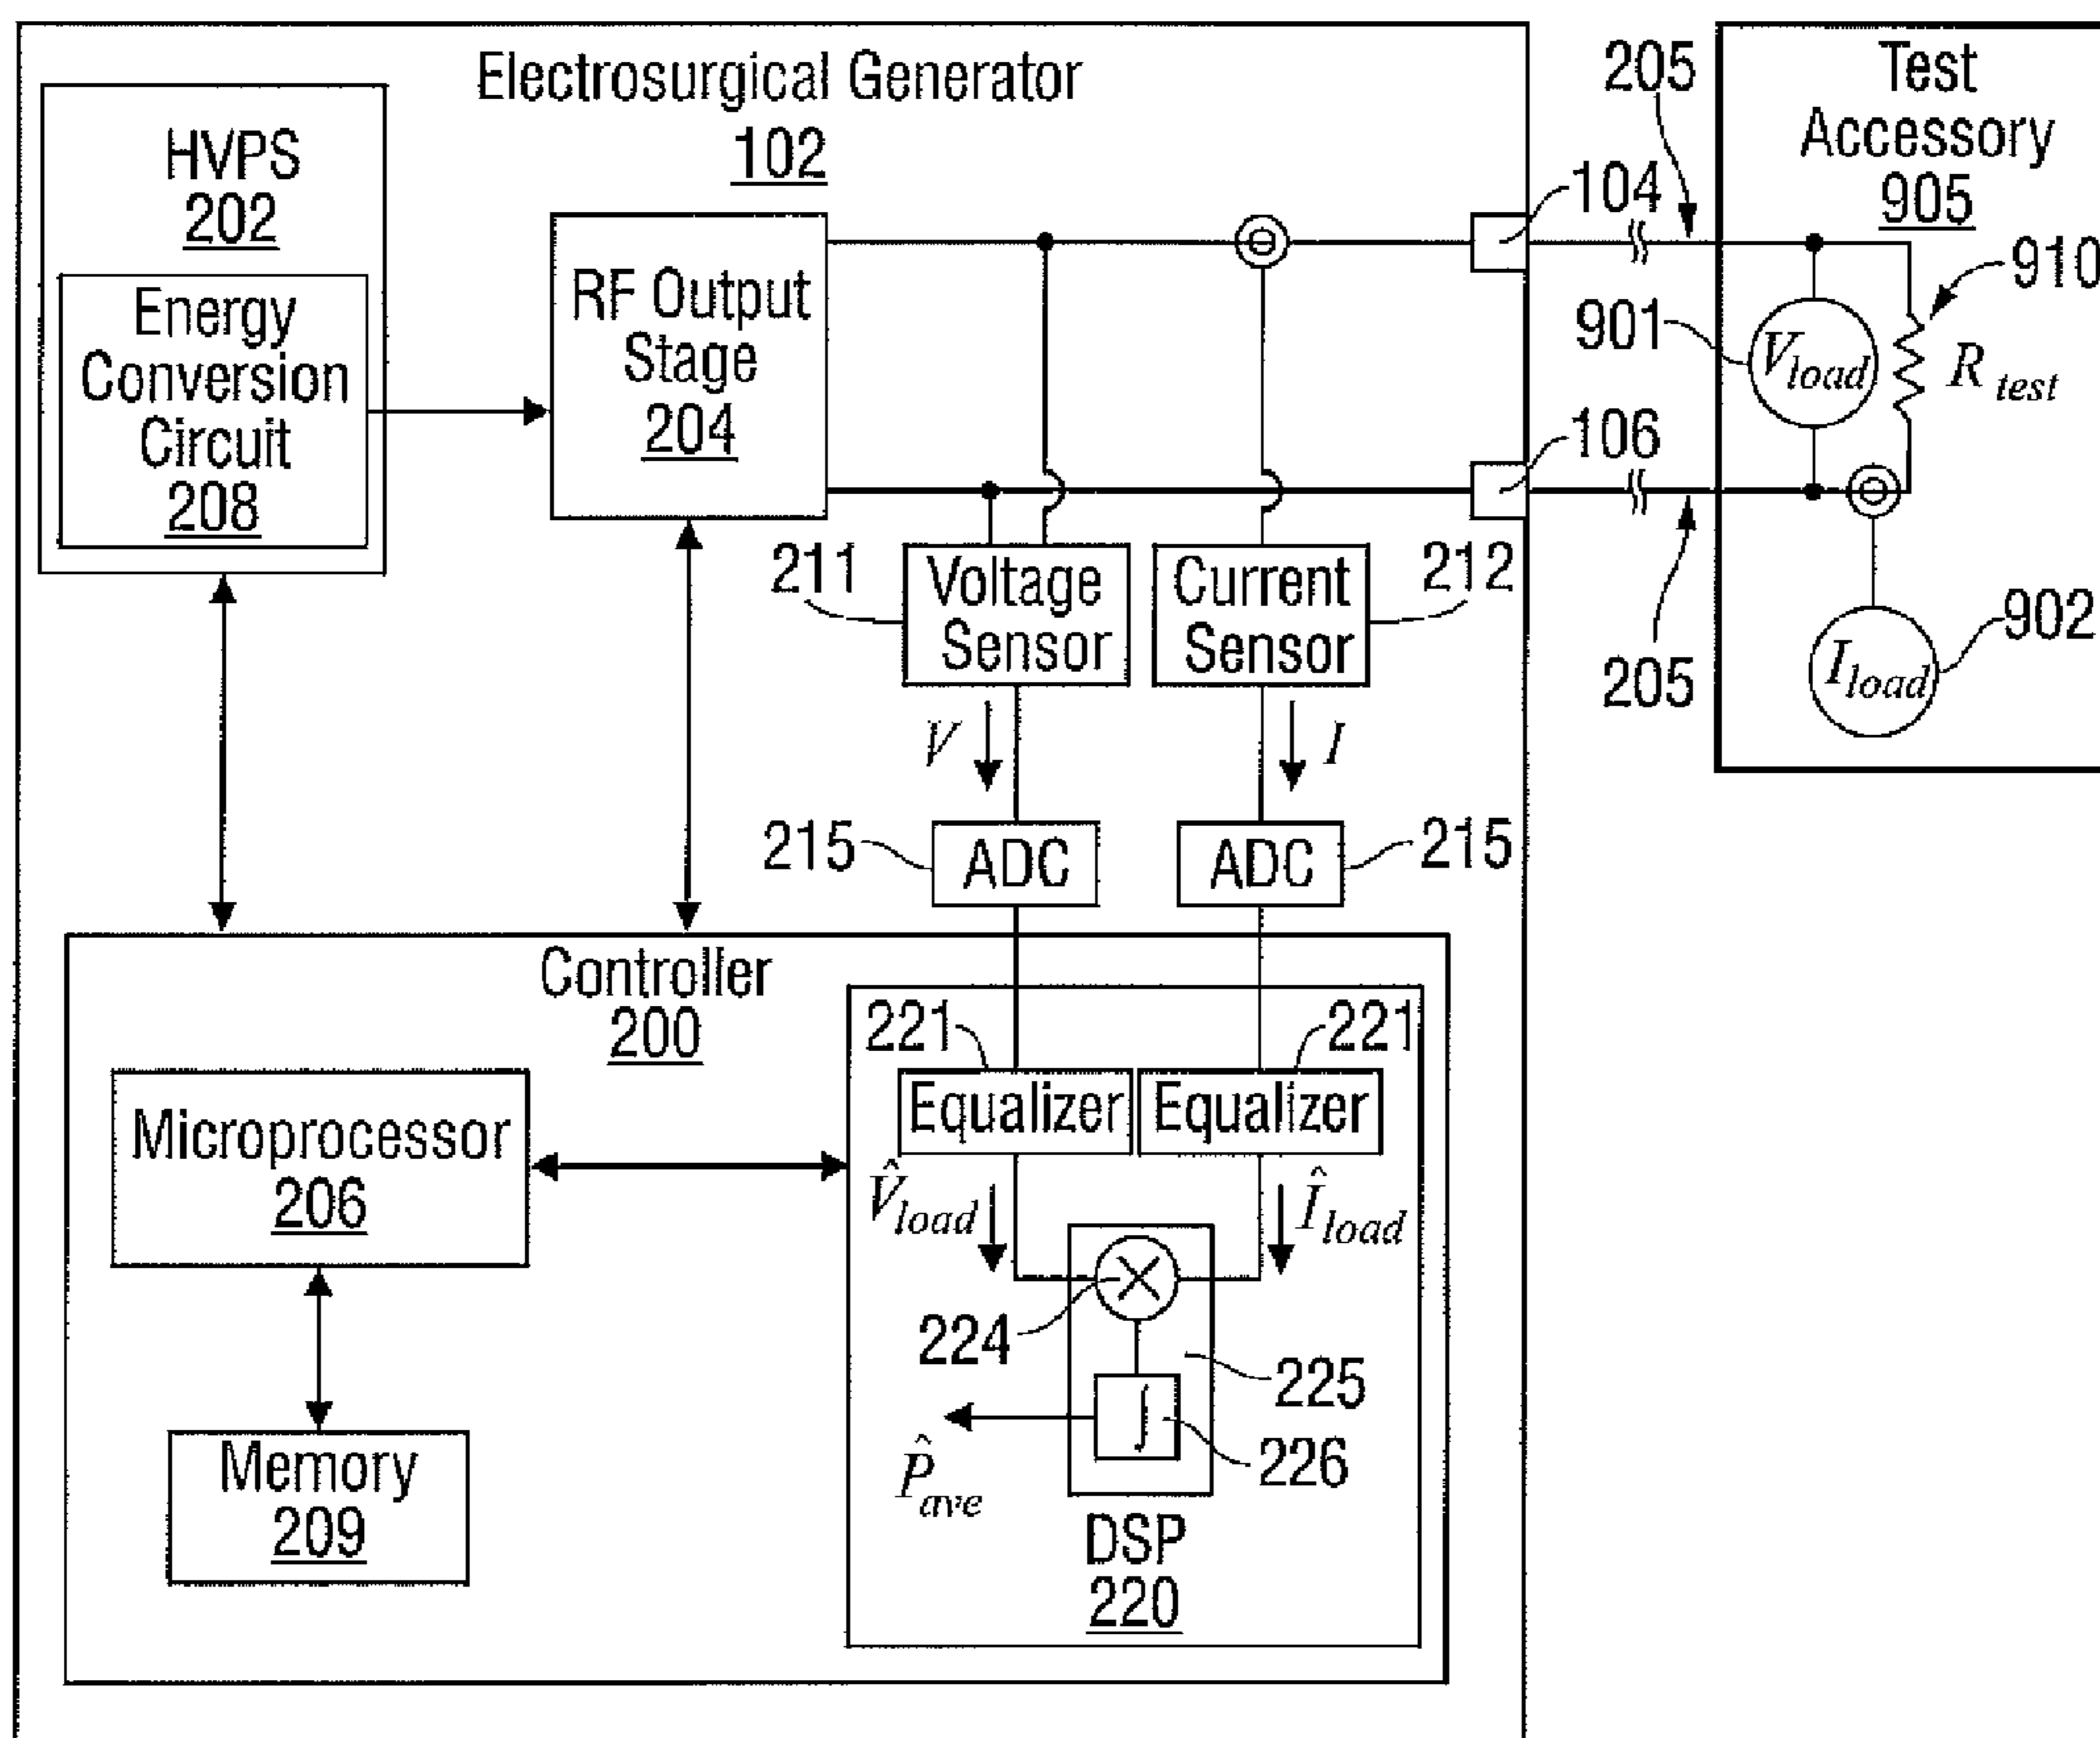 Electrosurgical Generator
102
HVPS
202
Energy
Conversion
Circuit
208
RF Output
Stage
204
104
106
205
205
Test
Accessory
905
910
901
V_load
R_test
902
I_load
211
Voltage
Sensor
Current
Sensor
212
V
I
215
ADC
ADC
215
Controller
200
221
221
Equalizer
Equalizer
Microprocessor
206
V̂_load
Î_load
224
225
∫
226
P̂_ave
Memory
209
DSP
220